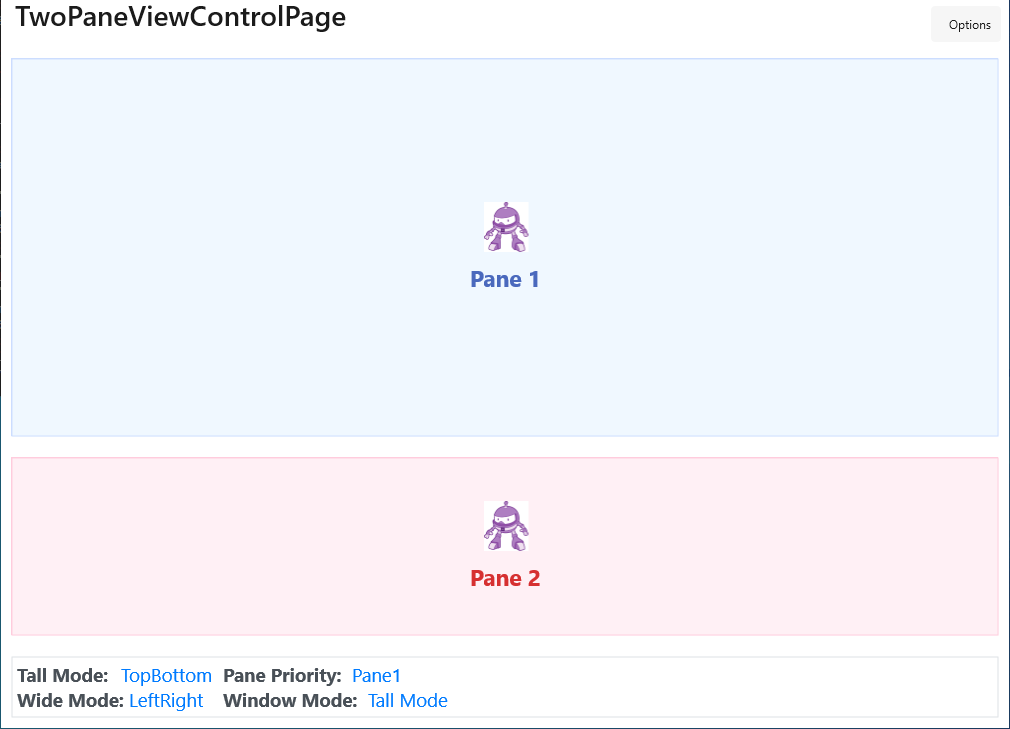 TwoPaneViewControlPage
Options
Pane 1
Pane 2
Tall Mode: TopBottom Pane Priority: Pane1
Wide Mode: LeftRight Window Mode: Tall Mode